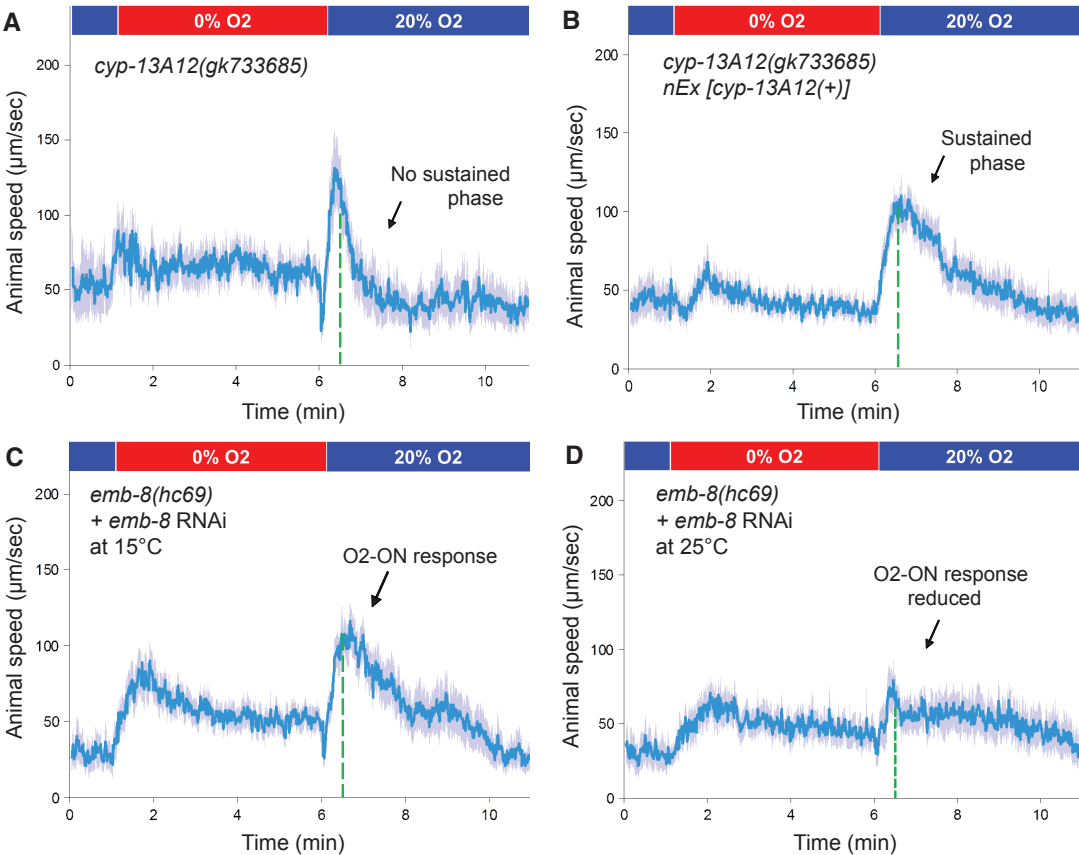 A
0% O2
20% O2
cyp-13A12(gk733685)
No sustained
phase
200
150
100
50
0
Animal speed (µm/sec)
0 2 4 6 8 10
Time (min)
B
0% O2
20% O2
cyp-13A12(gk733685)
nEx [cyp-13A12(+)]
Sustained
phase
200
150
100
50
0
Animal speed (µm/sec)
0 2 4 6 8 10
Time (min)
C
0% O2
20% O2
emb-8(hc69)
+ emb-8 RNAi
at 15°C
O2-ON response
200
150
100
50
0
Animal speed (µm/sec)
0 2 4 6 8 10
Time (min)
D
0% O2
20% O2
emb-8(hc69)
+ emb-8 RNAi
at 25°C
O2-ON response
reduced
200
150
100
50
0
Animal speed (µm/sec)
0 2 4 6 8 10
Time (min)